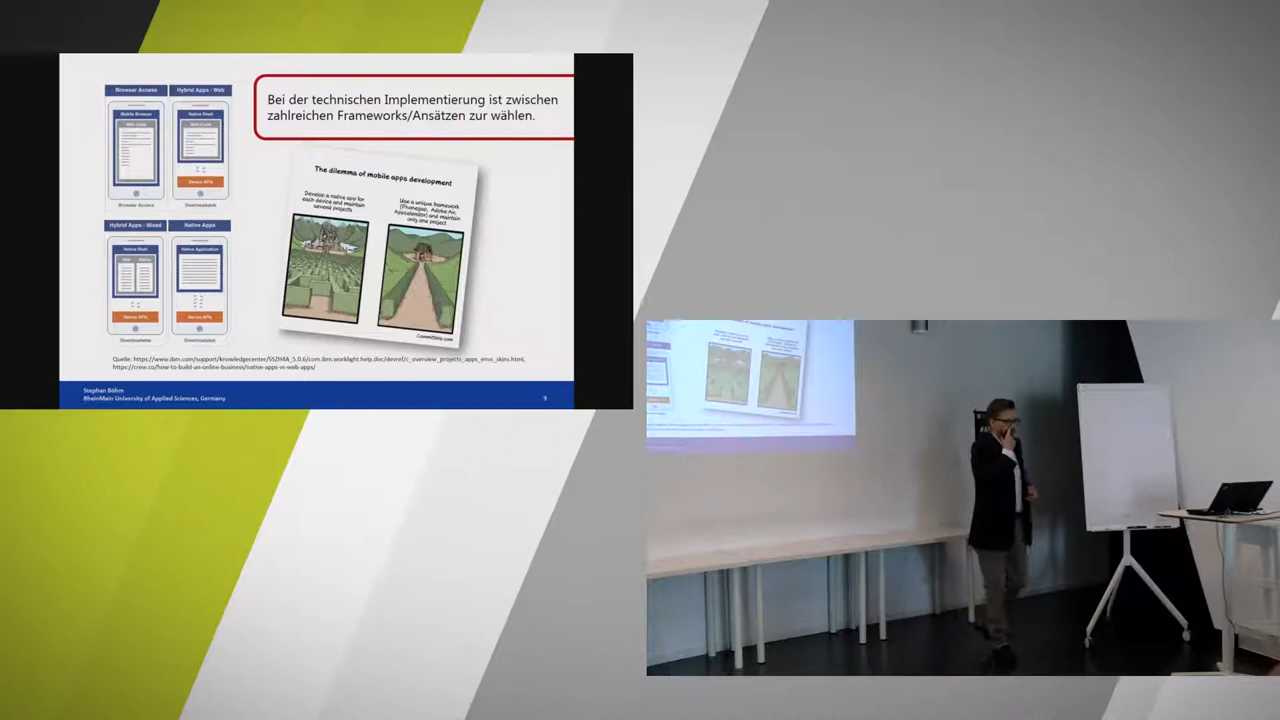 Browser Access
Hybrid Apps - Web
Mobile Browser
Web Code
Native Shell
Web Code
Device APIs
Browser Access
Downloadable
Hybrid Apps - Mixed
Native Apps
Native Shell
Web
Native
Native Application
Device APIs
Device APIs
Downloadable
Downloadable
Bei der technischen Implementierung ist zwischen
zahlreichen Frameworks/Ansätzen zur wählen.
The dilemma of mobile apps development
Develop a native app for
each device and maintain
several projects
Use a unique framework
(Phonegap, Adobe Air,
Appcelerator) and maintain
only one project
CommitStrip.com
Quelle: https://www.ibm.com/support/knowledgecenter/SSZH4A_5.0.6/com.ibm.worklight.help.doc/devref/c_overview_projects_apps_envs_skins.html,
https://crew.co/how-to-build-an-online-business/native-apps-vs-web-apps/
Stephan Böhm
RheinMain University of Applied Sciences, Germany
9